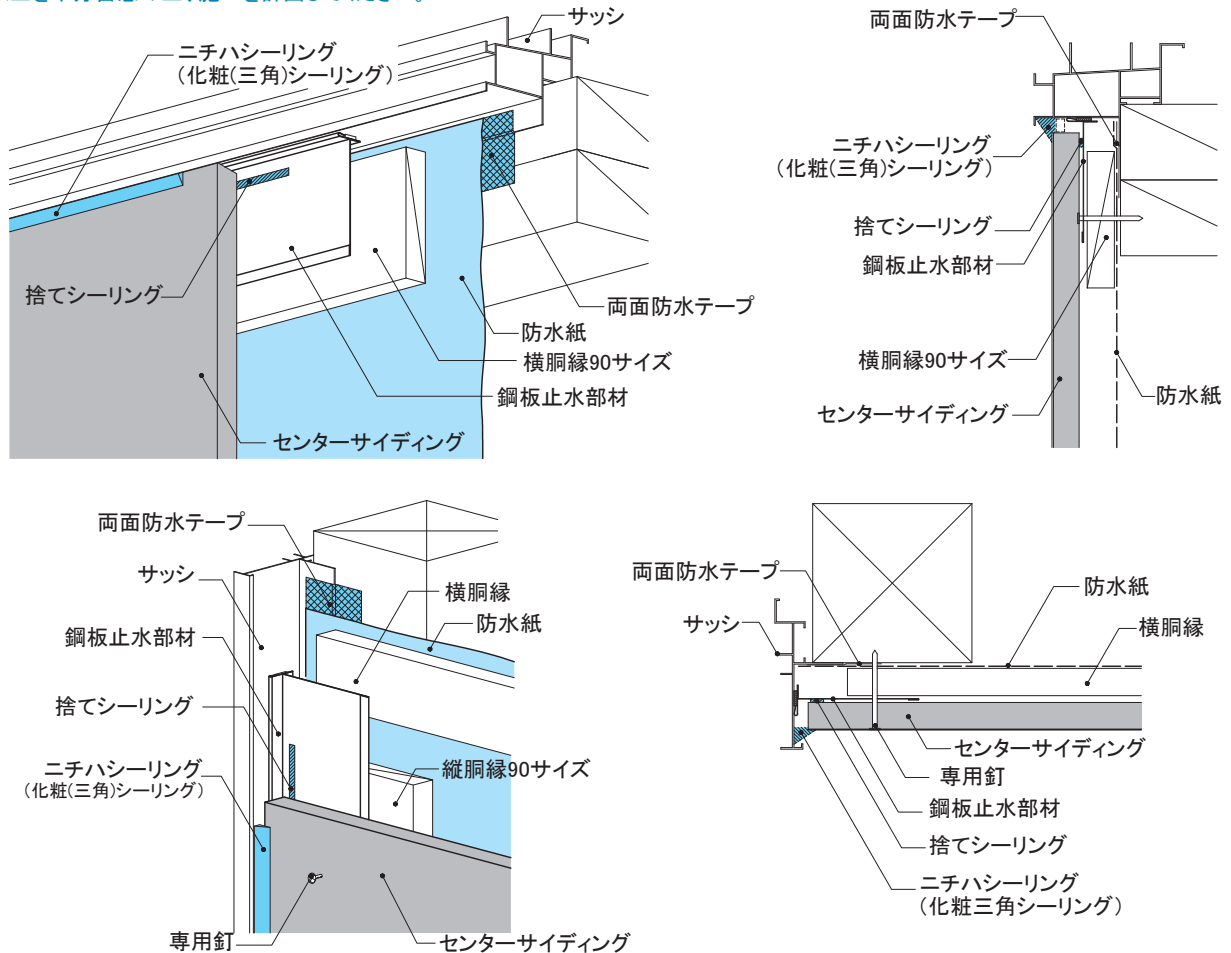 サッシ
ニチハシーリング
（化粧(三角)シーリング）
捨てシーリング
両面防水テープ
防水紙
横胴縁90サイズ
鋼板止水部材
センターサイディング
両面防水テープ
ニチハシーリング
（化粧(三角)シーリング）
捨てシーリング
鋼板止水部材
横胴縁90サイズ
センターサイディング
防水紙
両面防水テープ
サッシ
横胴縁
防水紙
鋼板止水部材
捨てシーリング
ニチハシーリング
（化粧(三角)シーリング）
縦胴縁90サイズ
専用釘
センターサイディング
両面防水テープ
防水紙
サッシ
横胴縁
センターサイディング
専用釘
鋼板止水部材
捨てシーリング
ニチハシーリング
（化粧三角シーリング）